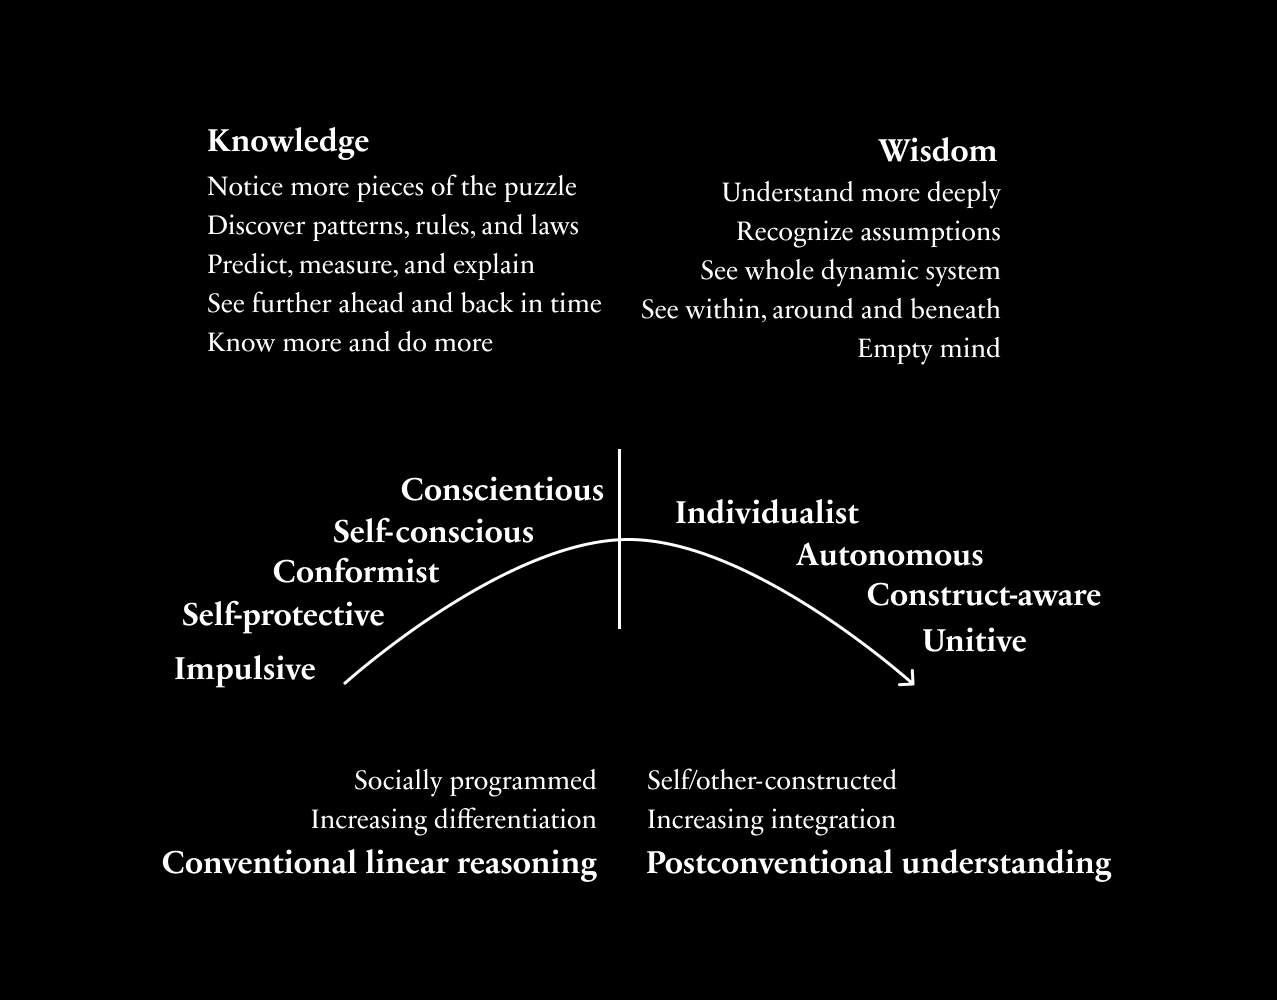 Knowledge
Notice more pieces of the puzzle
Discover patterns, rules, and laws
Predict, measure, and explain
See further ahead and back in time
Know more and do more
Wisdom
Understand more deeply
Recognize assumptions
See whole dynamic system
See within, around and beneath
Empty mind
Conscientious
Self-conscious
Conformist
Self-protective
Impulsive
Individualist
Autonomous
Construct-aware
Unitive
Socially programmed
Increasing differentiation
Conventional linear reasoning
Self/other-constructed
Increasing integration
Postconventional understanding